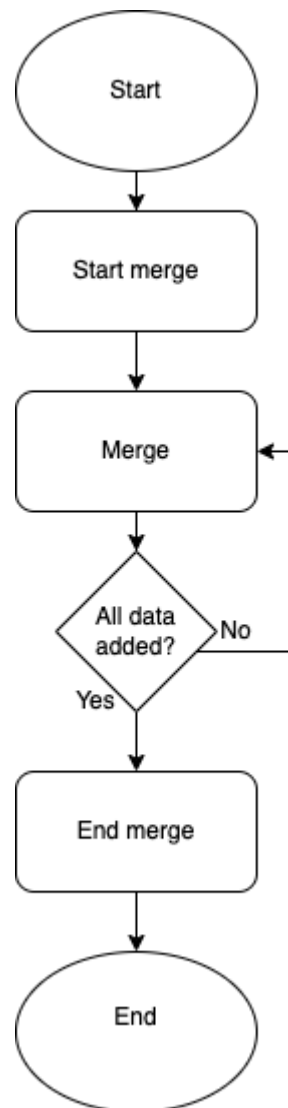 Start
Start merge
Merge
All data
added?
No
Yes
End merge
End